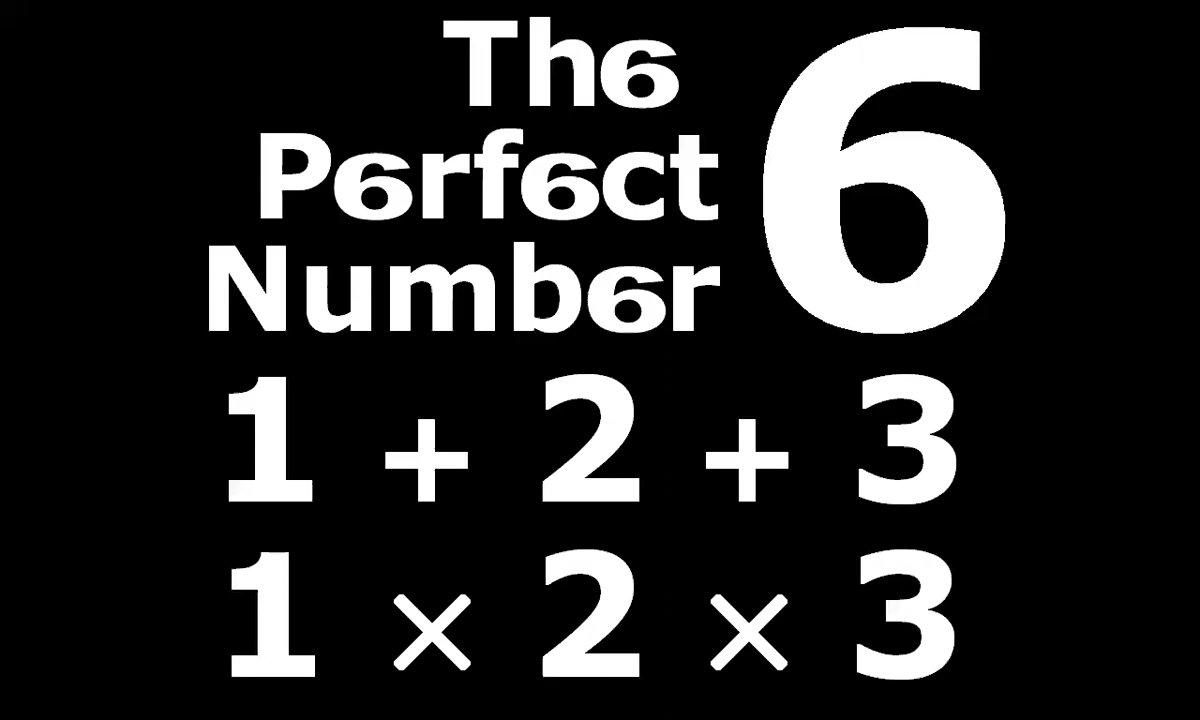 Th6
P6rf6ct
Numb6r
6
1 + 2 + 3
1 × 2 × 3